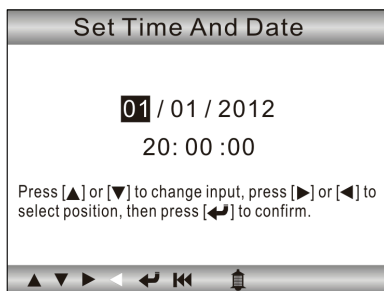 Set Time And Date
01 / 01 / 2012
20: 00 :00
Press [▲] or [▼] to change input, press [▶] or [◀] to
select position, then press [↵] to confirm.